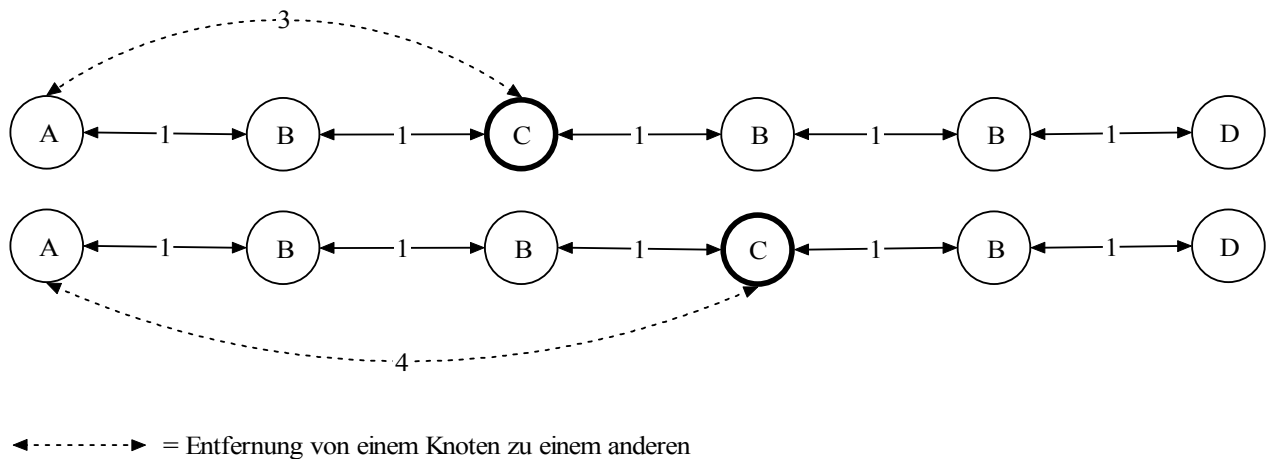 3
A 1 B 1 C 1 B 1 B 1 D
A 1 B 1 B 1 C 1 B 1 D
4
= Entfernung von einem Knoten zu einem anderen